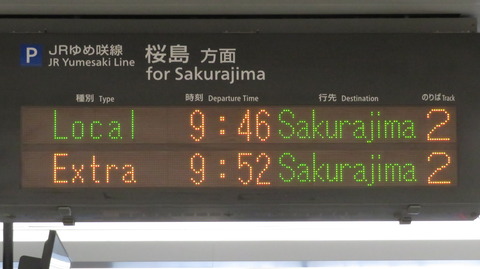 P JRゆめ咲線 桜島 方面
JR Yumesaki Line for Sakurajima
種別 Type 時刻 Departure Time 行先 Destination のりば Track
Local 9:46 Sakurajima 2
Extra 9:52 Sakurajima 2